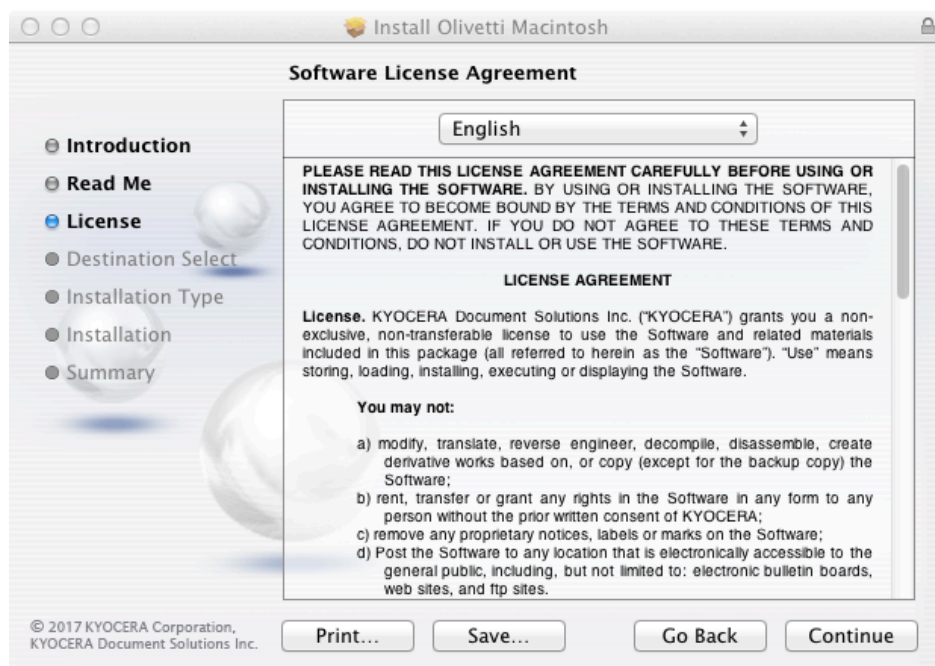 Install Olivetti Macintosh
Software License Agreement
Introduction
Read Me
License
Destination Select
Installation Type
Installation
Summary
English
PLEASE READ THIS LICENSE AGREEMENT CAREFULLY BEFORE USING OR
INSTALLING THE SOFTWARE. BY USING OR INSTALLING THE SOFTWARE,
YOU AGREE TO BECOME BOUND BY THE TERMS AND CONDITIONS OF THIS
LICENSE AGREEMENT. IF YOU DO NOT AGREE TO THESE TERMS AND
CONDITIONS, DO NOT INSTALL OR USE THE SOFTWARE.
LICENSE AGREEMENT
License. KYOCERA Document Solutions Inc. ("KYOCERA") grants you a non-
exclusive, non-transferable license to use the Software and related materials
included in this package (all referred to herein as the "Software"). "Use" means
storing, loading, installing, executing or displaying the Software.
You may not:
a) modify, translate, reverse engineer, decompile, disassemble, create
derivative works based on, or copy (except for the backup copy) the
Software;
b) rent, transfer or grant any rights in the Software in any form to any
person without the prior written consent of KYOCERA;
c) remove any proprietary notices, labels or marks on the Software;
d) Post the Software to any location that is electronically accessible to the
general public, including, but not limited to: electronic bulletin boards,
web sites, and ftp sites.
© 2017 KYOCERA Corporation,
KYOCERA Document Solutions Inc.
Print...
Save...
Go Back
Continue